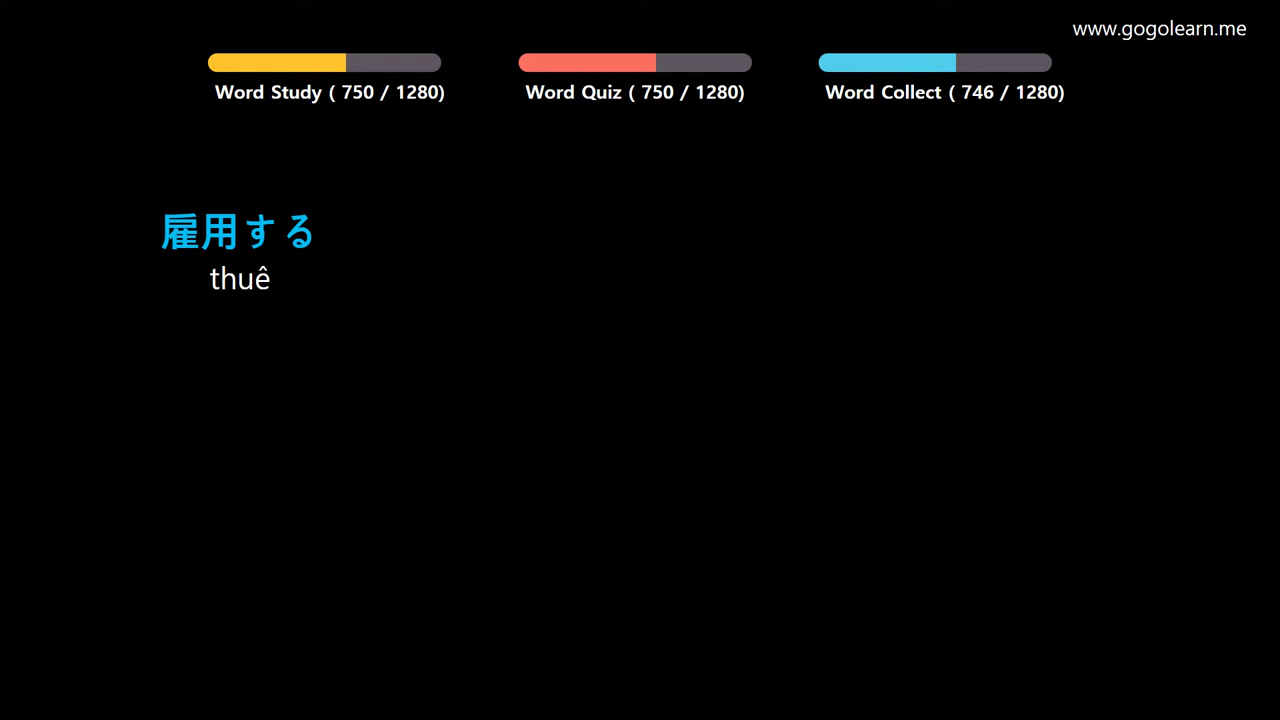 www.gogolearn.me
Word Study ( 750 / 1280)
Word Quiz ( 750 / 1280)
Word Collect ( 746 / 1280)
雇用する
thuê